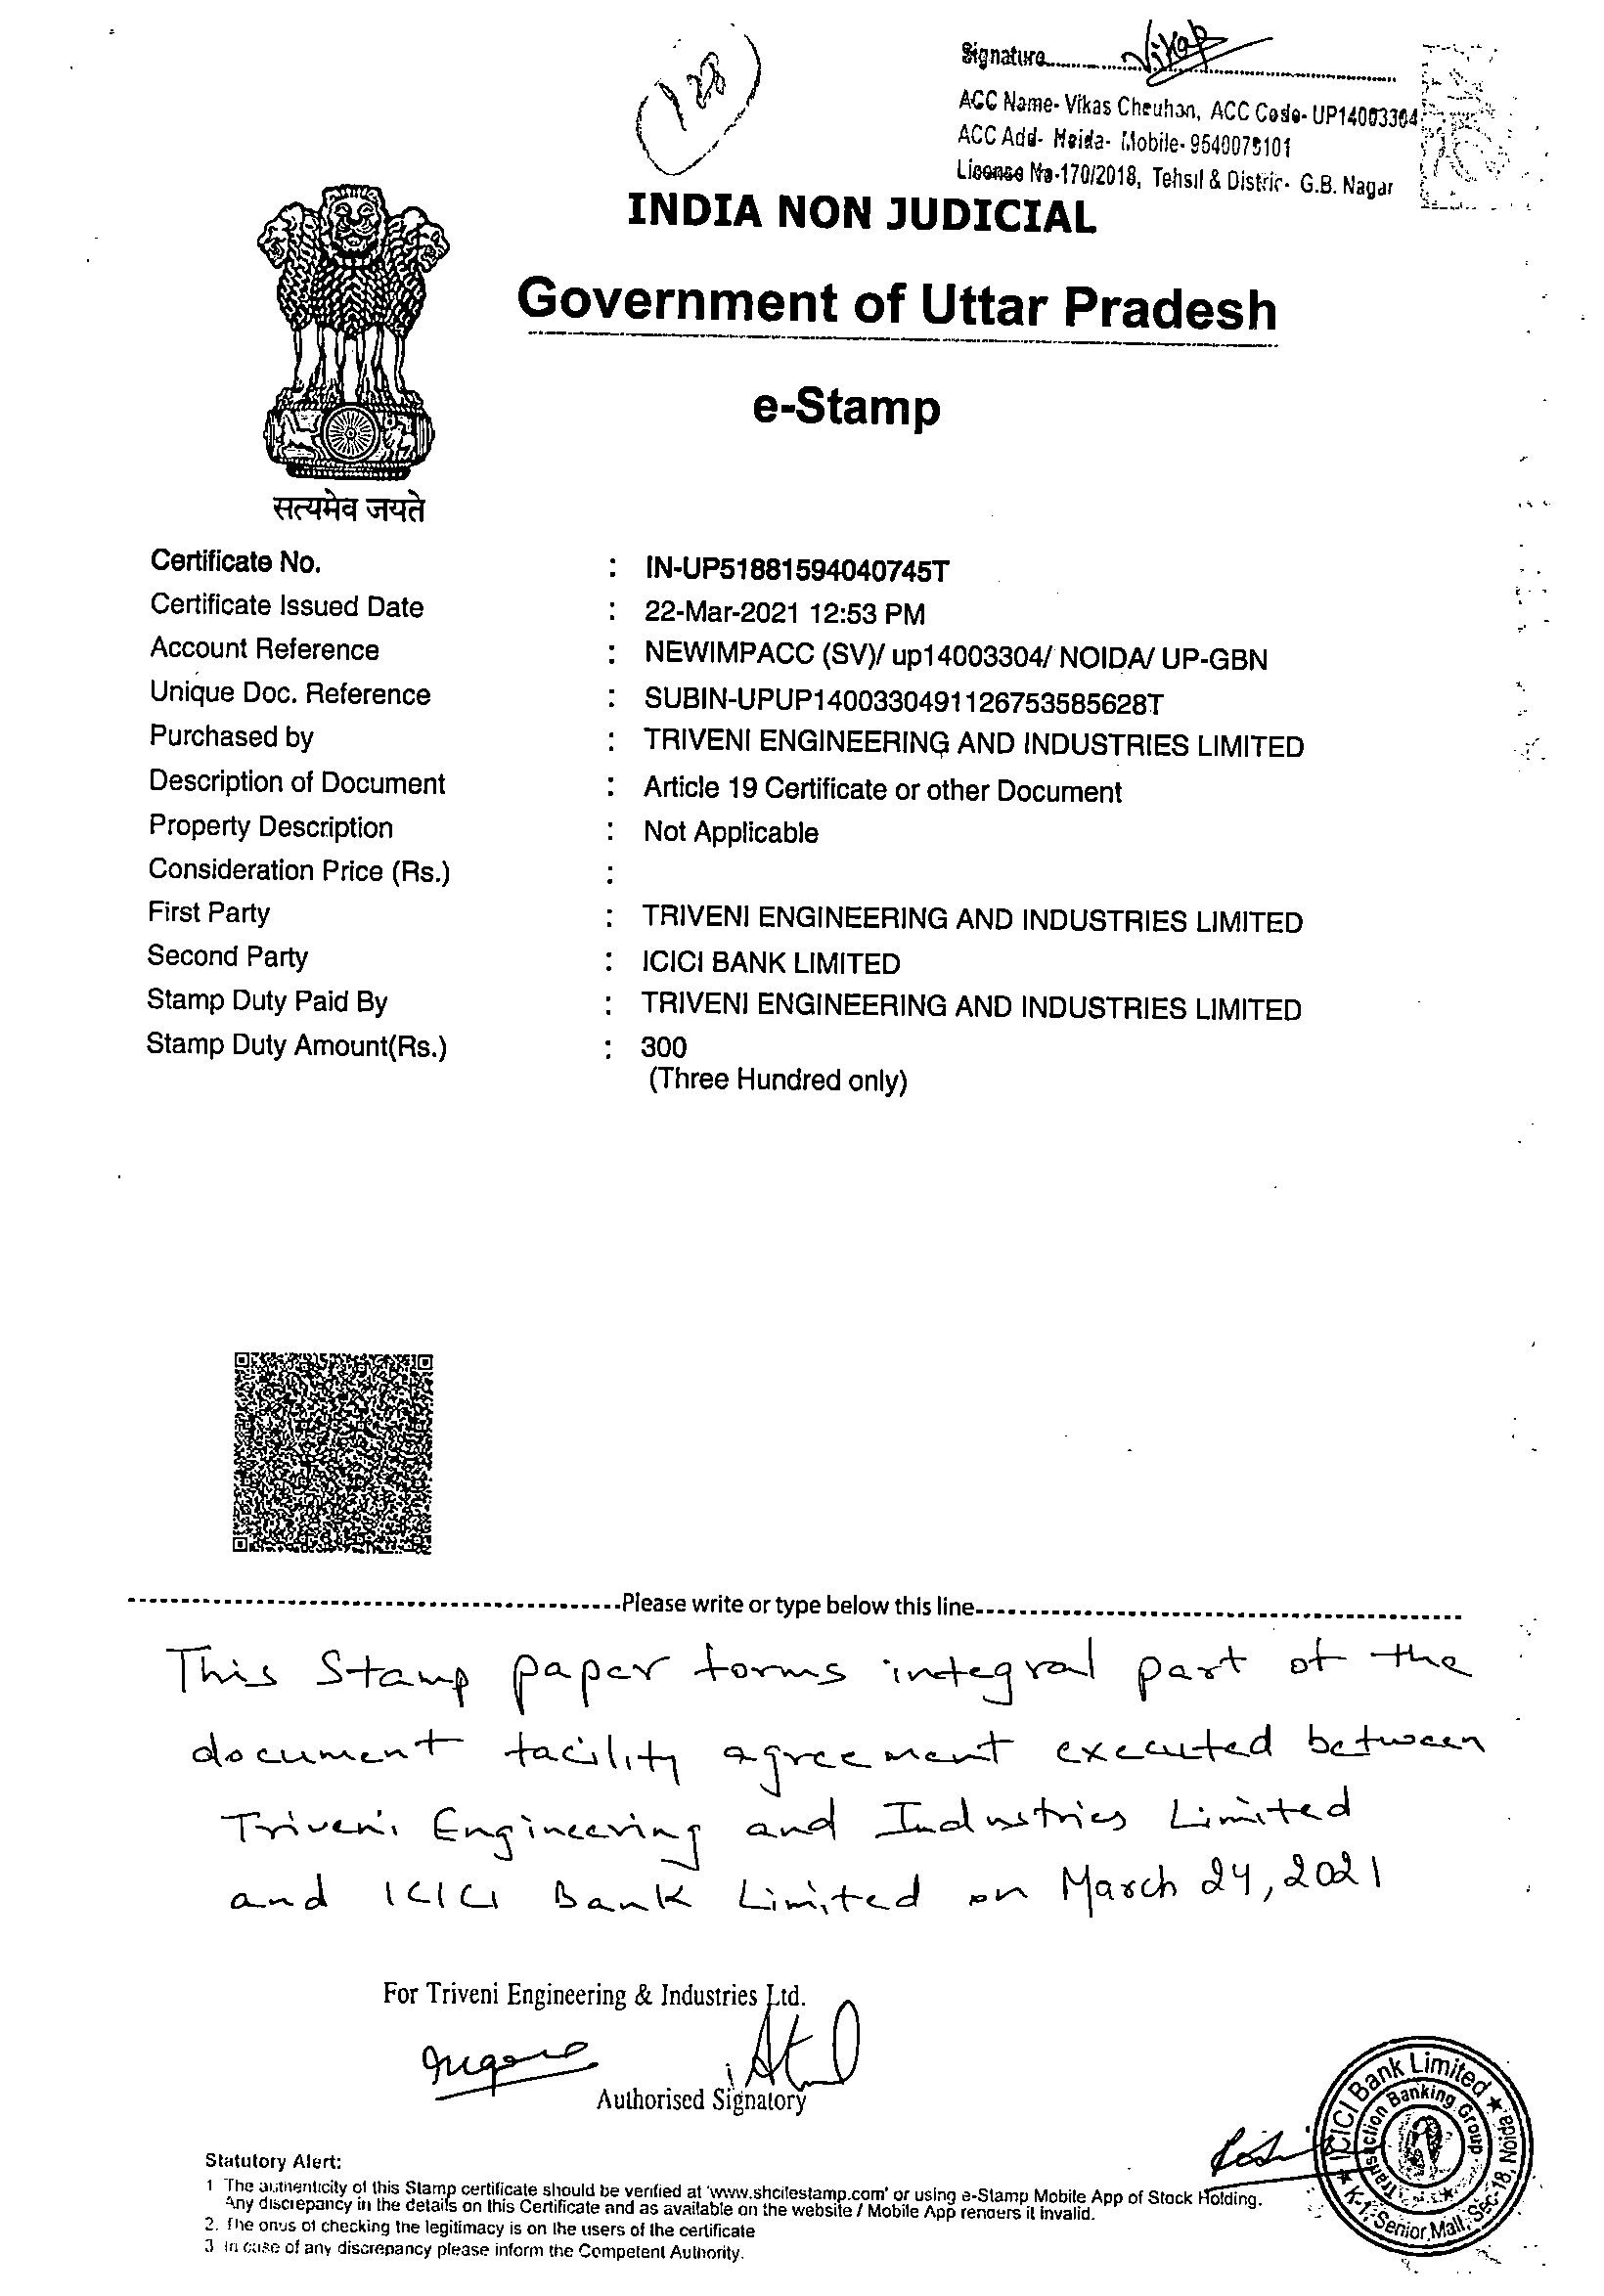 (128)
Signature
Vikas
ACC Name- Vikas Chauhan, ACC Code- UP14003304
ACC Add- Noida- Mobile- 9540075101
License No-170/2018, Tehsil & Distric- G.B. Nagar
INDIA NON JUDICIAL
Government of Uttar Pradesh
e-Stamp
सत्यमेव जयते
Certificate No. : IN-UP51881594040745T
Certificate Issued Date : 22-Mar-2021 12:53 PM
Account Reference : NEWIMPACC (SV)/ up14003304/ NOIDA/ UP-GBN
Unique Doc. Reference : SUBIN-UPUP1400330491126753585628T
Purchased by : TRIVENI ENGINEERING AND INDUSTRIES LIMITED
Description of Document : Article 19 Certificate or other Document
Property Description : Not Applicable
Consideration Price (Rs.) :
First Party : TRIVENI ENGINEERING AND INDUSTRIES LIMITED
Second Party : ICICI BANK LIMITED
Stamp Duty Paid By : TRIVENI ENGINEERING AND INDUSTRIES LIMITED
Stamp Duty Amount(Rs.) : 300
(Three Hundred only)
Please write or type below this line
This Stamp paper forms integral part of the
document facility agreement executed between
Triveni Engineering and Industries Limited
and ICICI Bank Limited on March 24, 2021
For Triveni Engineering & Industries Ltd.
Authorised Signatory
ICICI Bank Limited ★ K-1, Senior Mall, Sec-18, Noida ★
Transaction Banking Group
Statutory Alert:
1 The authenticity of this Stamp certificate should be verified at 'www.shcilestamp.com' or using e-Stamp Mobile App of Stock Holding.
Any discrepancy in the details on this Certificate and as available on the website / Mobile App renders it invalid.
2. The onus of checking the legitimacy is on the users of the certificate
3 In case of any discrepancy please inform the Competent Authority.